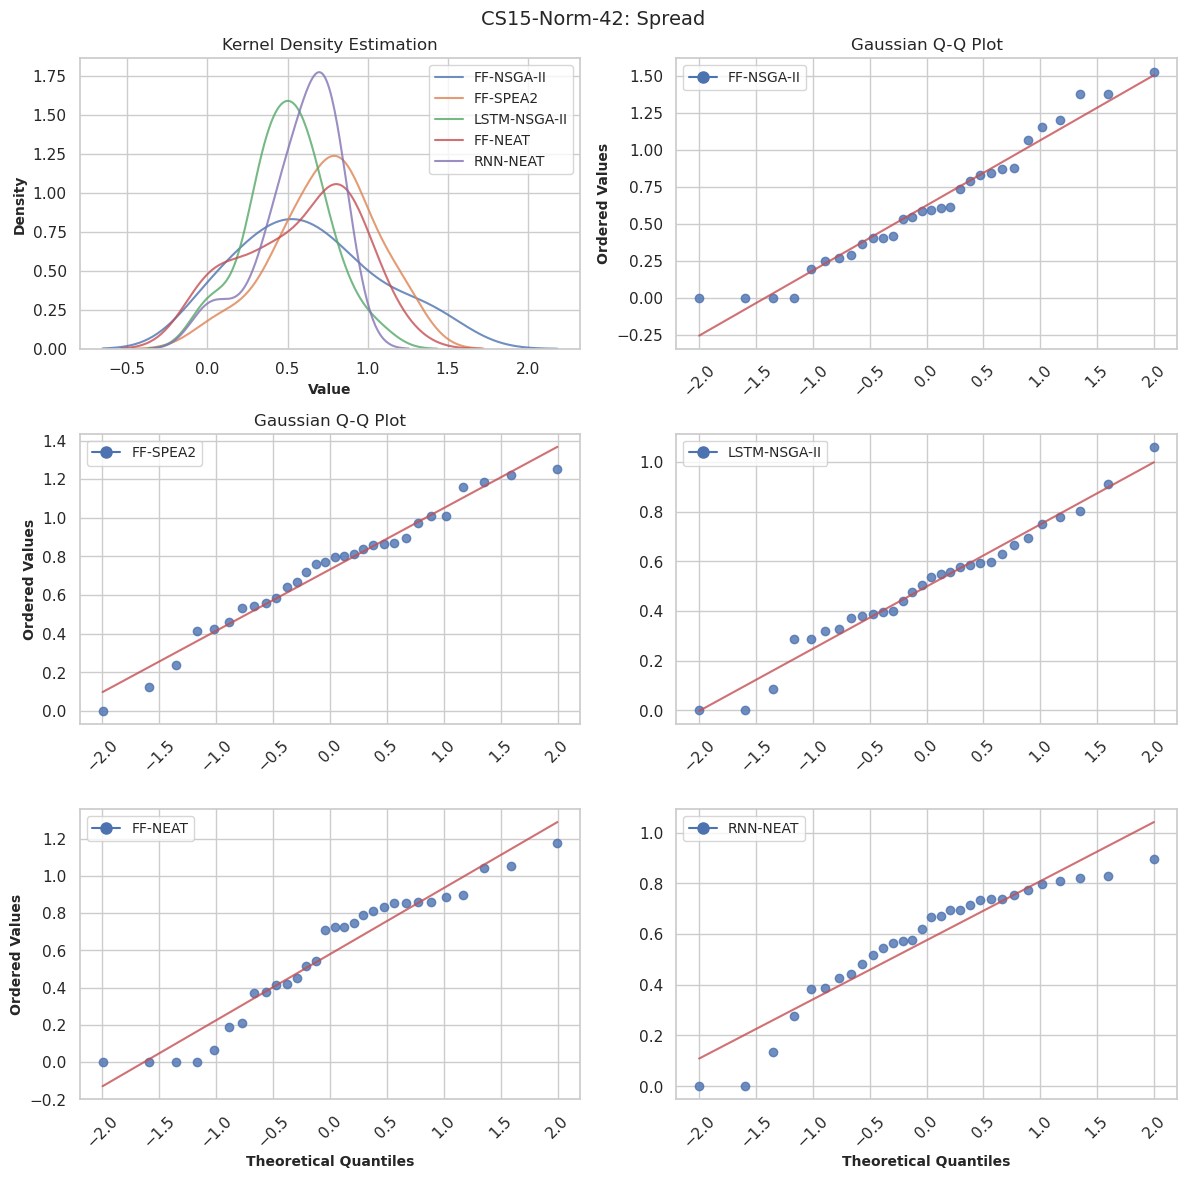 CS15-Norm-42: Spread
Kernel Density Estimation
Density
1.75
1.50
1.25
1.00
0.75
0.50
0.25
0.00
FF-NSGA-II
FF-SPEA2
LSTM-NSGA-II
FF-NEAT
RNN-NEAT
−0.5 0.0 0.5 1.0 1.5 2.0
Value
Gaussian Q-Q Plot
Ordered Values
FF-NSGA-II
1.50
1.25
1.00
0.75
0.50
0.25
0.00
−0.25
−2.0 −1.5 −1.0 −0.5 0.0 0.5 1.0 1.5 2.0
Gaussian Q-Q Plot
Ordered Values
FF-SPEA2
1.4
1.2
1.0
0.8
0.6
0.4
0.2
0.0
−2.0 −1.5 −1.0 −0.5 0.0 0.5 1.0 1.5 2.0
LSTM-NSGA-II
1.0
0.8
0.6
0.4
0.2
0.0
−2.0 −1.5 −1.0 −0.5 0.0 0.5 1.0 1.5 2.0
Ordered Values
FF-NEAT
1.2
1.0
0.8
0.6
0.4
0.2
0.0
−0.2
−2.0 −1.5 −1.0 −0.5 0.0 0.5 1.0 1.5 2.0
Theoretical Quantiles
RNN-NEAT
1.0
0.8
0.6
0.4
0.2
0.0
−2.0 −1.5 −1.0 −0.5 0.0 0.5 1.0 1.5 2.0
Theoretical Quantiles